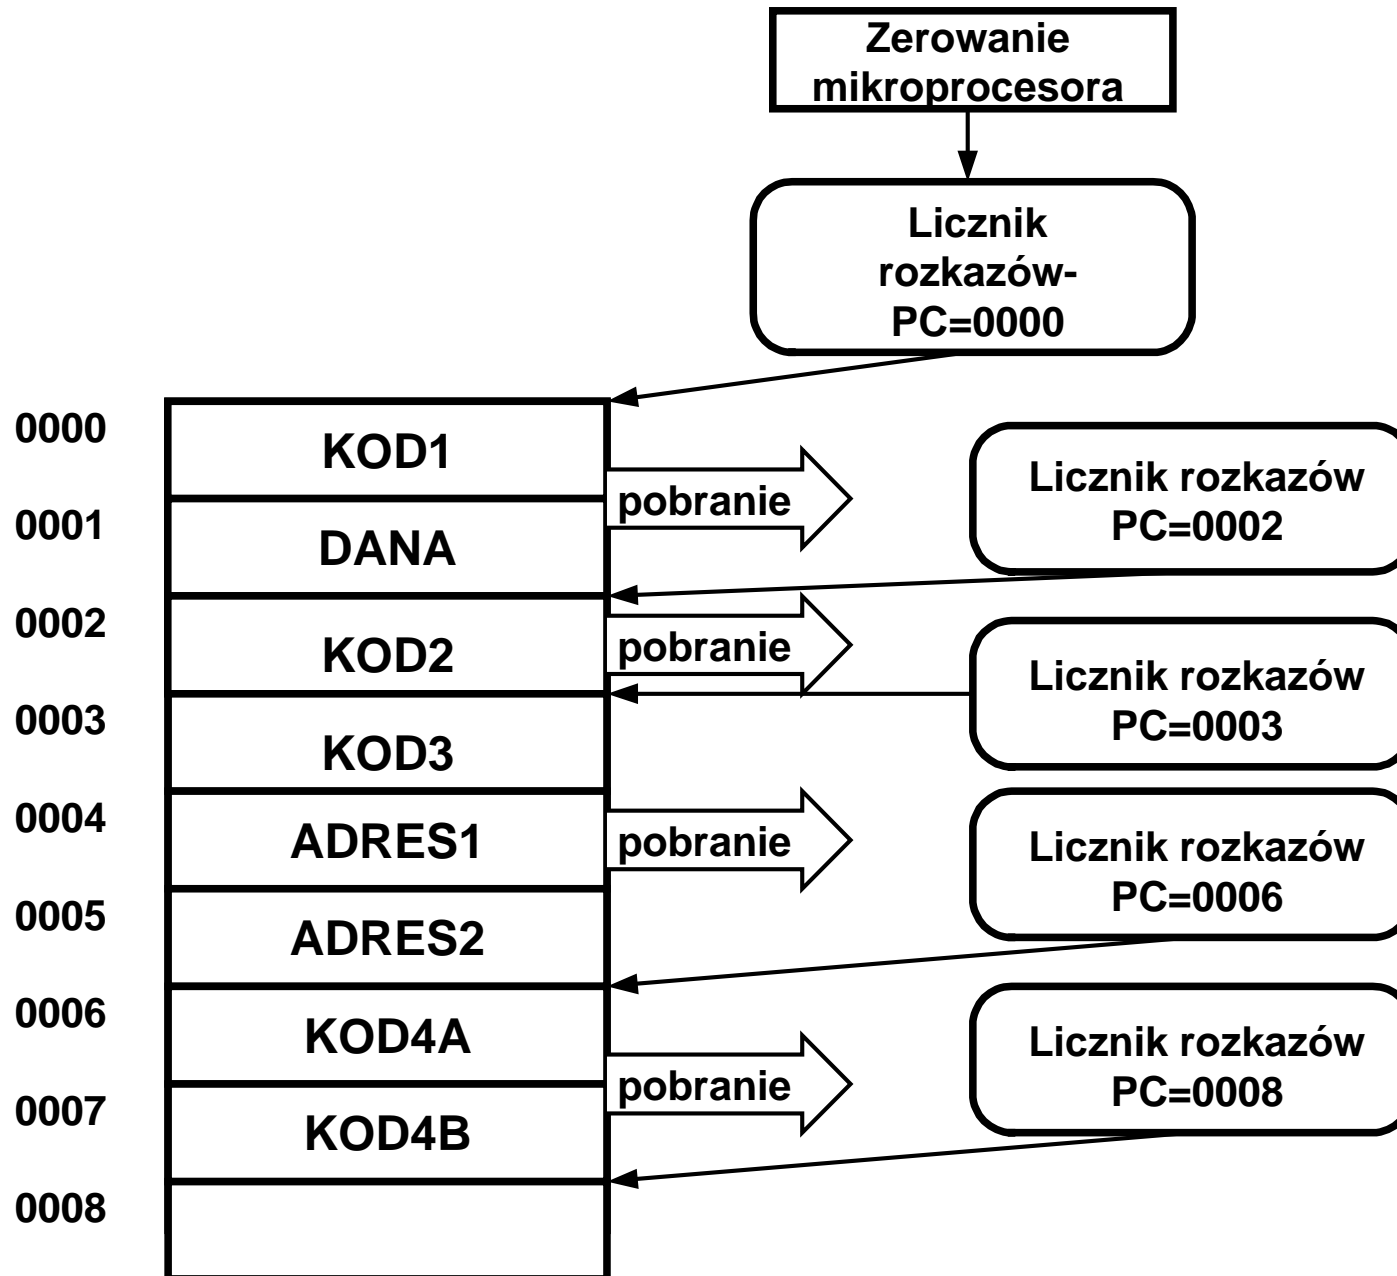 Zerowanie
mikroprocesora
Licznik
rozkazów-
PC=0000
0000
KOD1
pobranie
Licznik rozkazów
PC=0002
0001
DANA
0002
KOD2
pobranie
Licznik rozkazów
PC=0003
0003
KOD3
0004
ADRES1
pobranie
Licznik rozkazów
PC=0006
0005
ADRES2
0006
KOD4A
pobranie
Licznik rozkazów
PC=0008
0007
KOD4B
0008